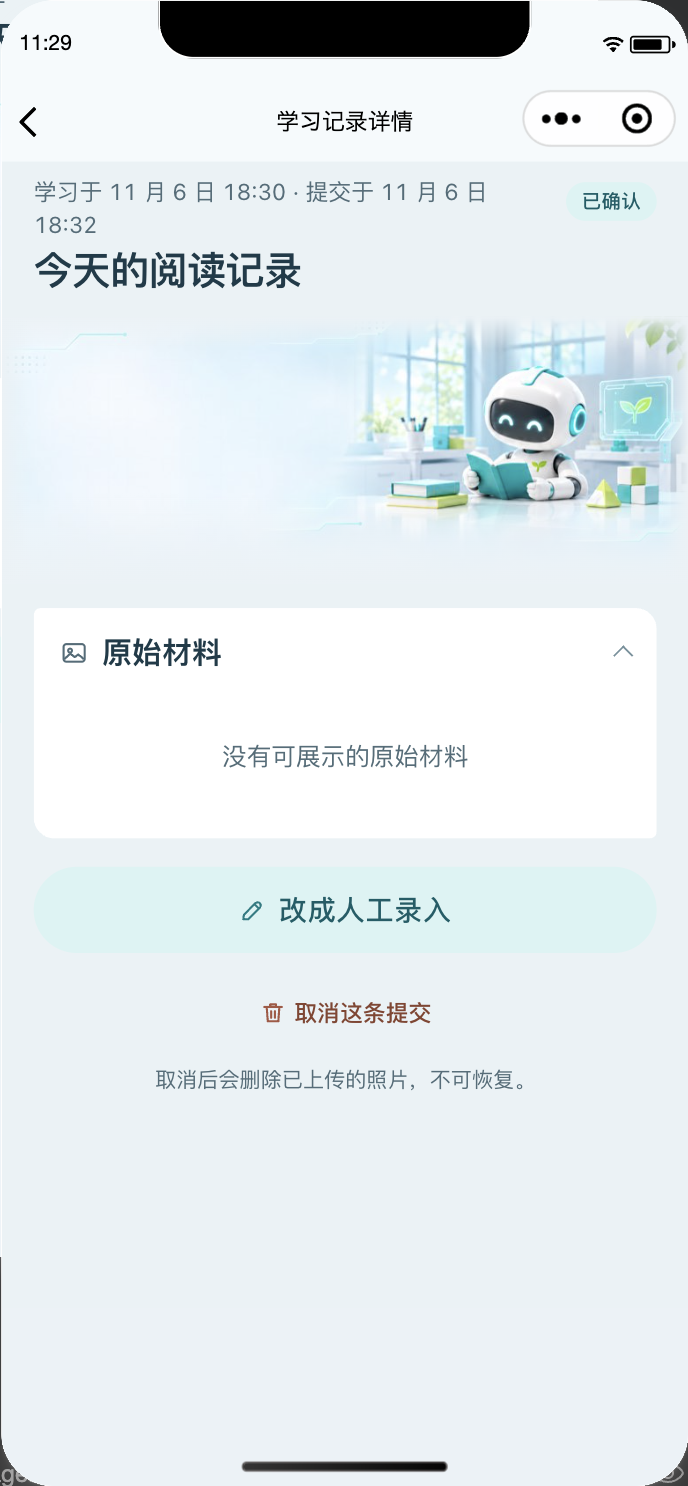 11:29
学习记录详情
学习于 11 月 6 日 18:30 · 提交于 11 月 6 日
18:32
已确认
今天的阅读记录
原始材料
没有可展示的原始材料
改成人工录入
取消这条提交
取消后会删除已上传的照片，不可恢复。